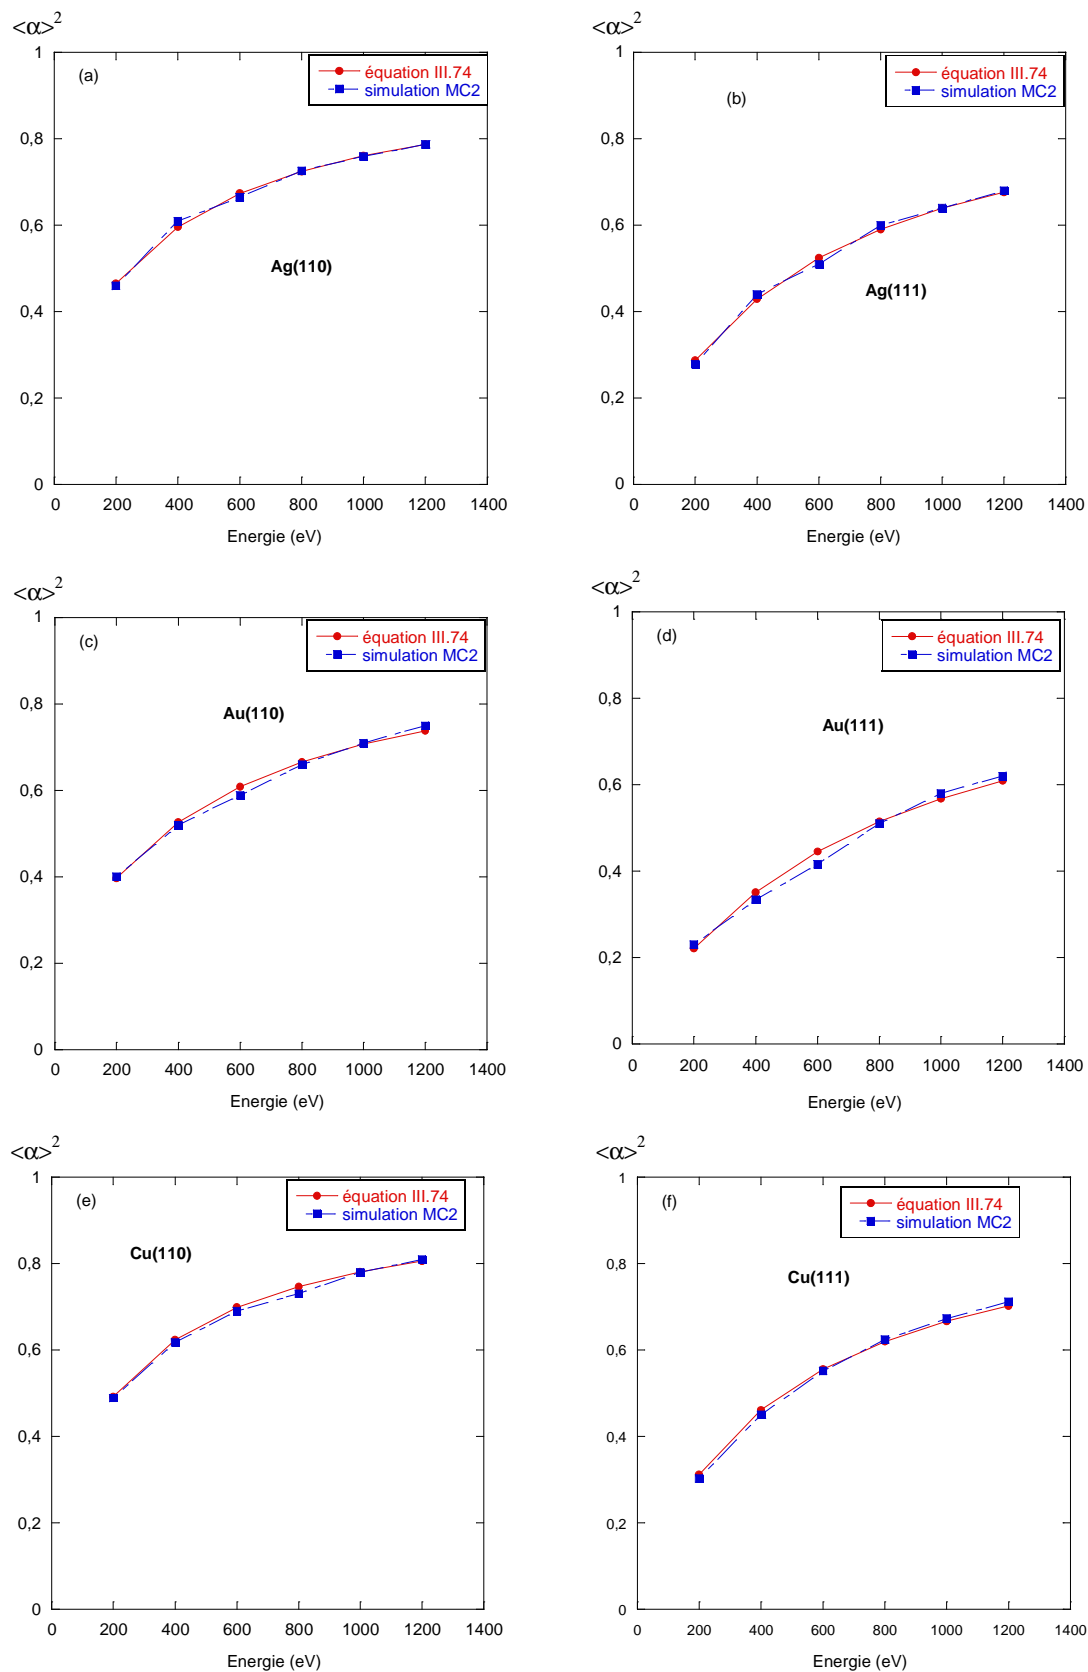 <α>²
<α>²
1
(a)
équation III.74
simulation MC2
0,8
0,6
Ag(110)
0,4
0,2
0
0 200 400 600 800 1000 1200 1400
Energie (eV)
1
(b)
équation III.74
simulation MC2
0,8
0,6
Ag(111)
0,4
0,2
0
0 200 400 600 800 1000 1200 1400
Energie (eV)
<α>²
<α>²
1
(c)
équation III.74
simulation MC2
0,8
Au(110)
0,6
0,4
0,2
0
0 200 400 600 800 1000 1200 1400
Energie (eV)
1
(d)
équation III.74
simulation MC2
0,8
Au(111)
0,6
0,4
0,2
0
0 200 400 600 800 1000 1200 1400
Energie (eV)
<α>²
<α>²
1
(e)
équation III.74
simulation MC2
Cu(110)
0,8
0,6
0,4
0,2
0
0 200 400 600 800 1000 1200 1400
Energie (eV)
1
(f)
équation III.74
simulation MC2
Cu(111)
0,8
0,6
0,4
0,2
0
0 200 400 600 800 1000 1200 1400
Energie (eV)